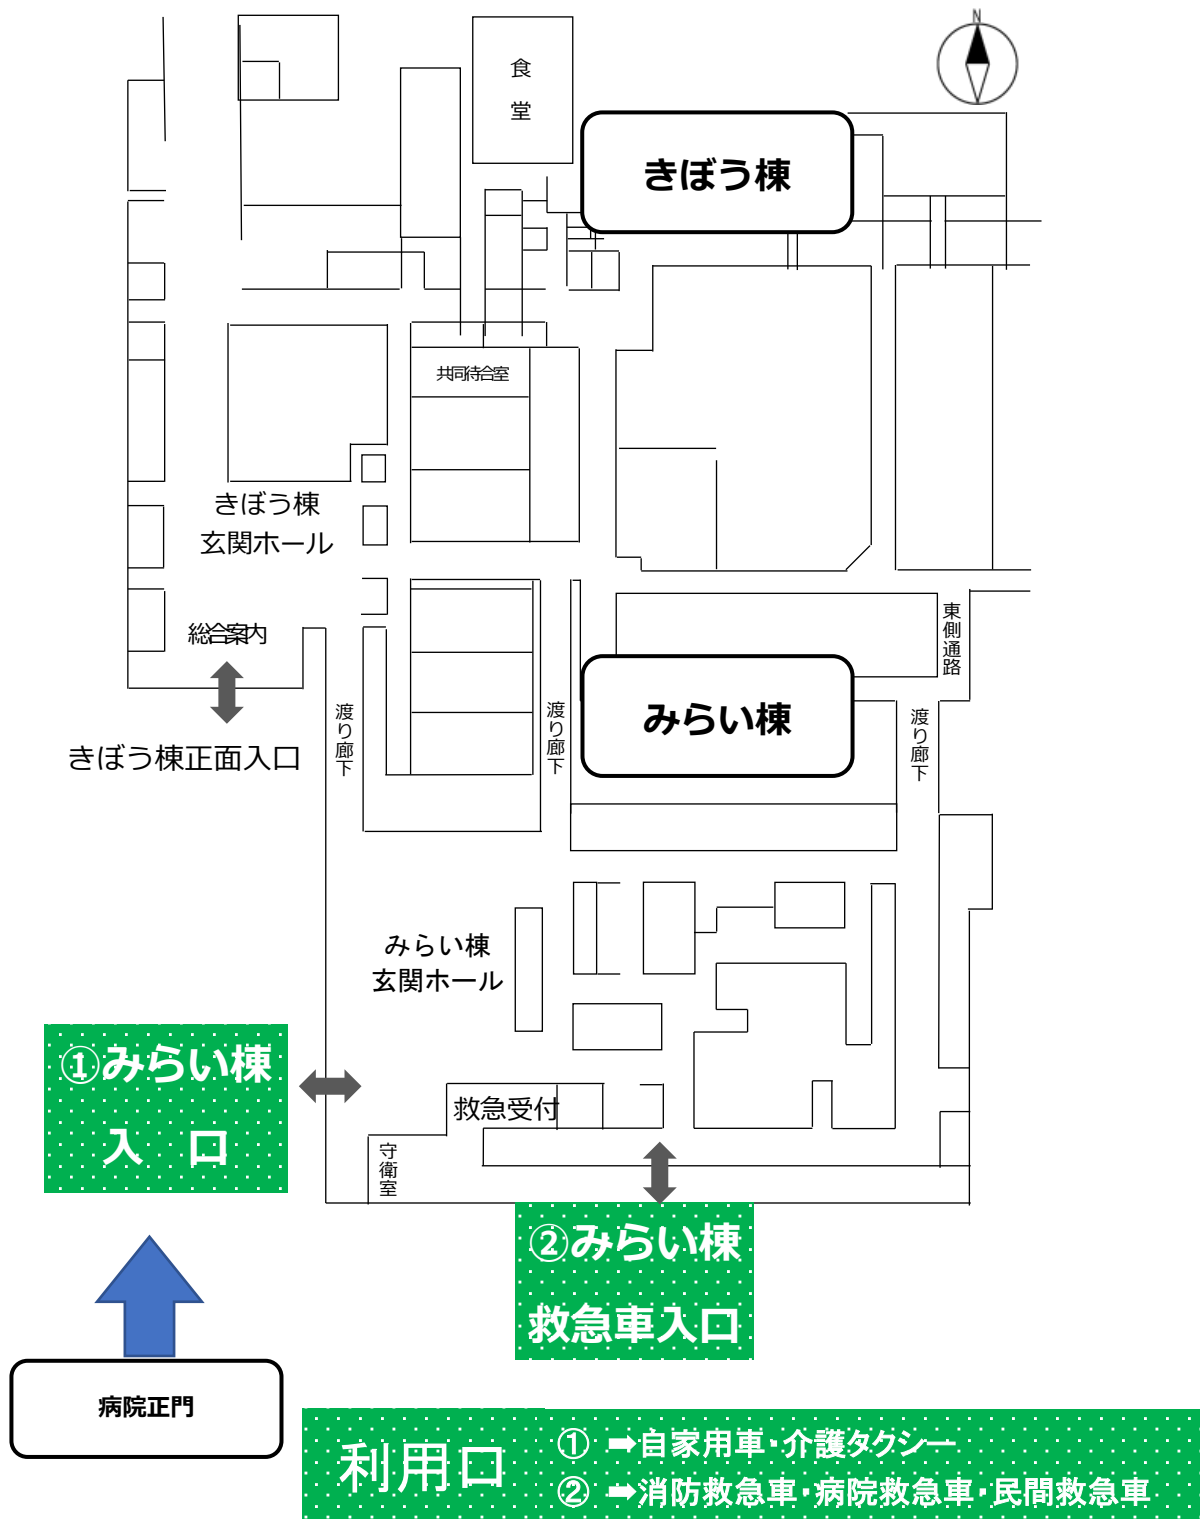 N
食
堂
きぼう棟
共同待合室
きぼう棟
玄関ホール
総合案内
東側通路
渡り廊下
渡り廊下
渡り廊下
みらい棟
きぼう棟正面入口
みらい棟
玄関ホール
①みらい棟
入　口
救急受付
守衛室
②みらい棟
救急車入口
病院正門
利用口
① ➡自家用車・介護タクシー
② ➡消防救急車・病院救急車・民間救急車